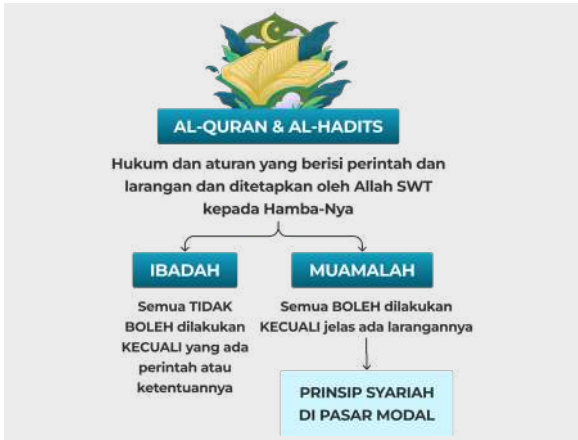 AL-QURAN & AL-HADITS
Hukum dan aturan yang berisi perintah dan
larangan dan ditetapkan oleh Allah SWT
kepada Hamba-Nya
IBADAH
Semua TIDAK
BOLEH dilakukan
KECUALI yang ada
perintah atau
ketentuannya
MUAMALAH
Semua BOLEH dilakukan
KECUALI jelas ada larangannya
PRINSIP SYARIAH
DI PASAR MODAL